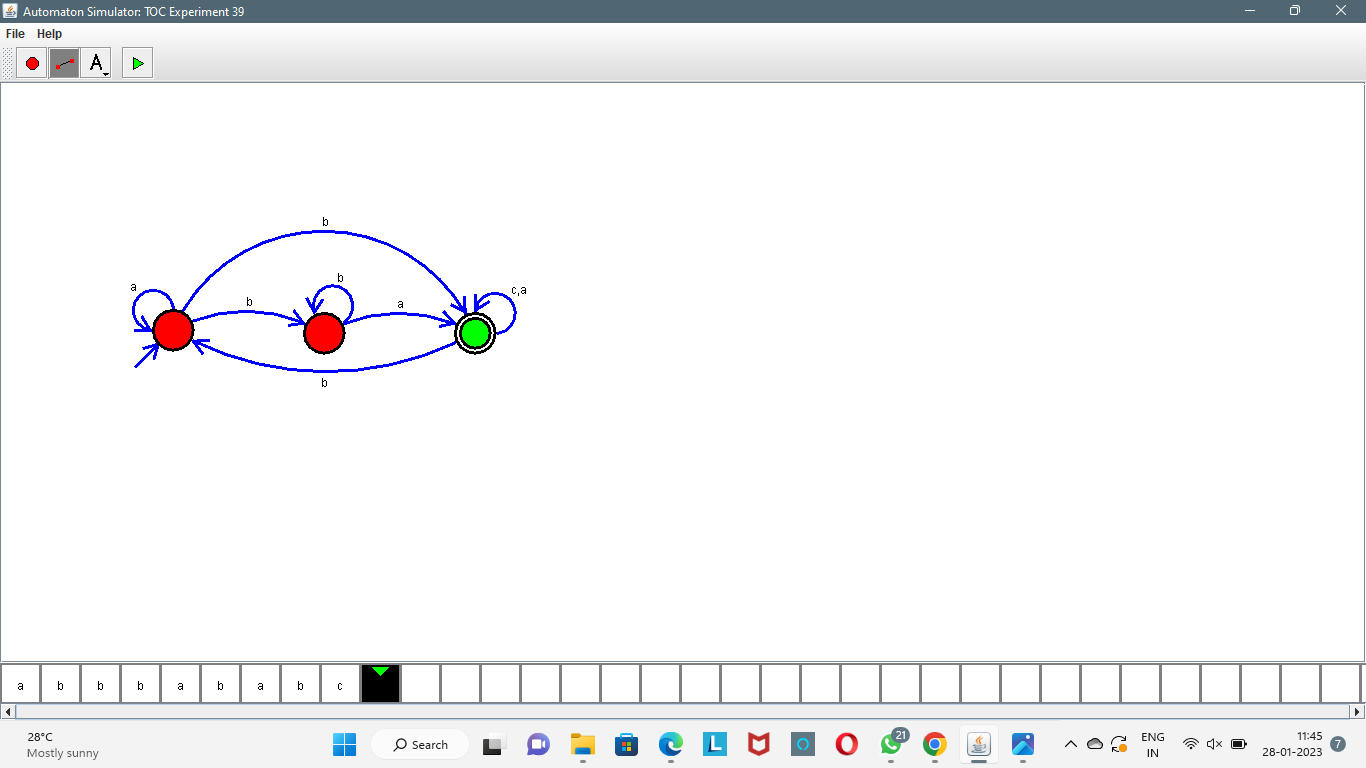 Automaton Simulator: TOC Experiment 39
File Help
A
b
a
b
b
a
c,a
b
a b b b a b a b c
28°C
Mostly sunny
Search
L
21
ENG
IN
11:45
28-01-2023
7